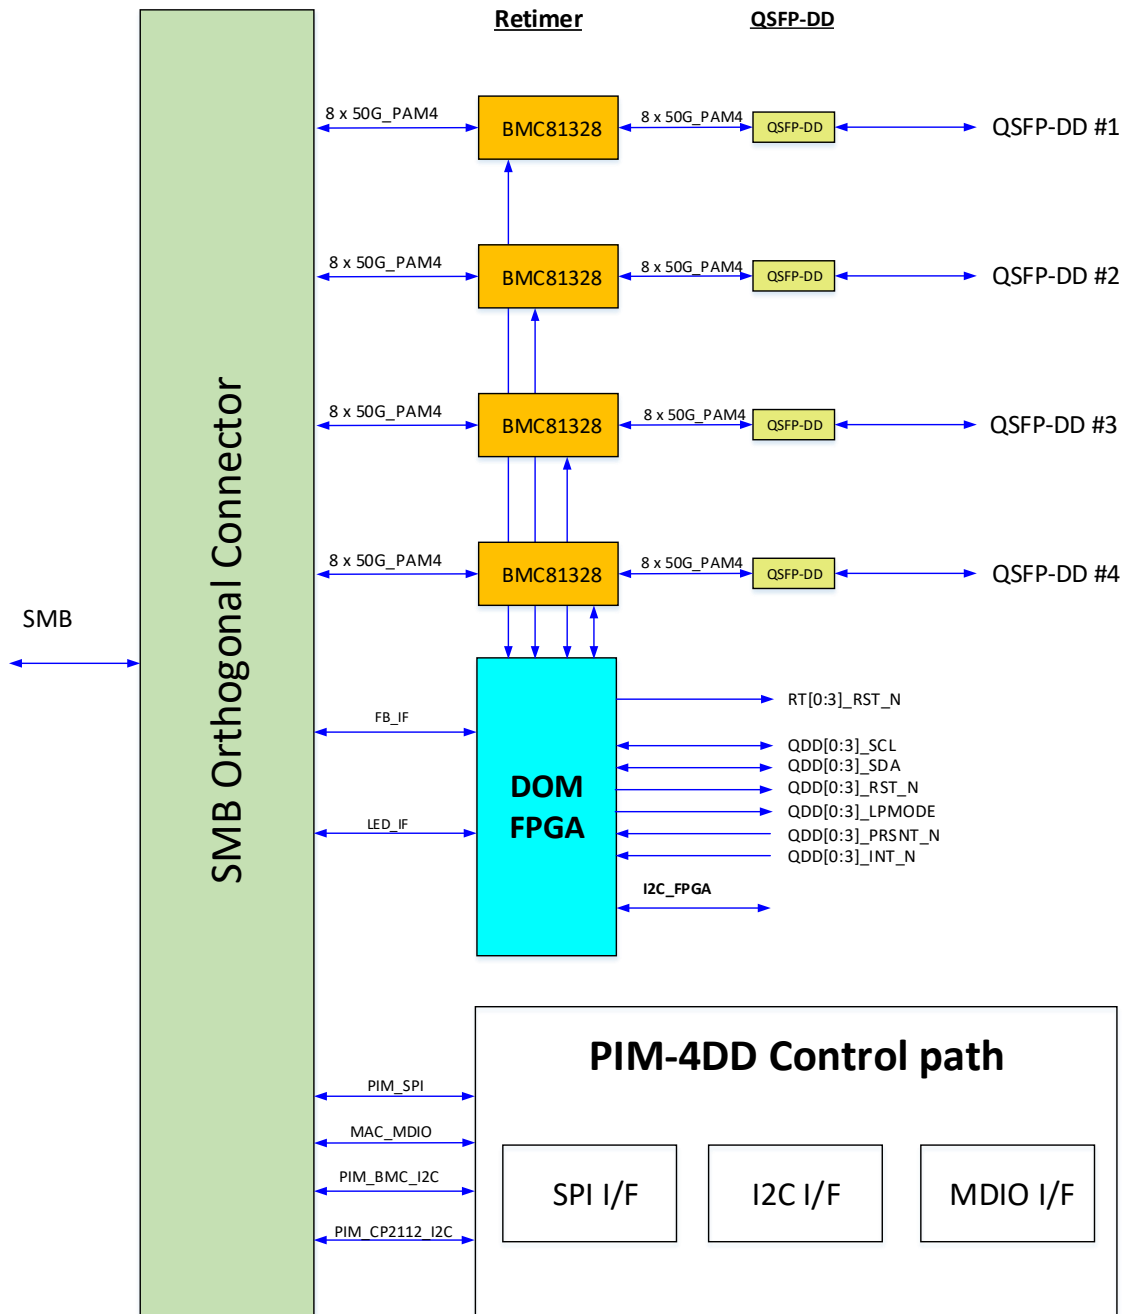 Retimer
QSFP-DD
8 x 50G_PAM4
BMC81328
8 x 50G_PAM4
QSFP-DD
QSFP-DD #1
8 x 50G_PAM4
BMC81328
8 x 50G_PAM4
QSFP-DD
QSFP-DD #2
8 x 50G_PAM4
BMC81328
8 x 50G_PAM4
QSFP-DD
QSFP-DD #3
8 x 50G_PAM4
BMC81328
8 x 50G_PAM4
QSFP-DD
QSFP-DD #4
SMB
SMB Orthogonal Connector
FB_IF
LED_IF
DOM
FPGA
RT[0:3]_RST_N
QDD[0:3]_SCL
QDD[0:3]_SDA
QDD[0:3]_RST_N
QDD[0:3]_LPMODE
QDD[0:3]_PRSNT_N
QDD[0:3]_INT_N
I2C_FPGA
PIM-4DD Control path
PIM_SPI
MAC_MDIO
PIM_BMC_I2C
PIM_CP2112_I2C
SPI I/F
I2C I/F
MDIO I/F